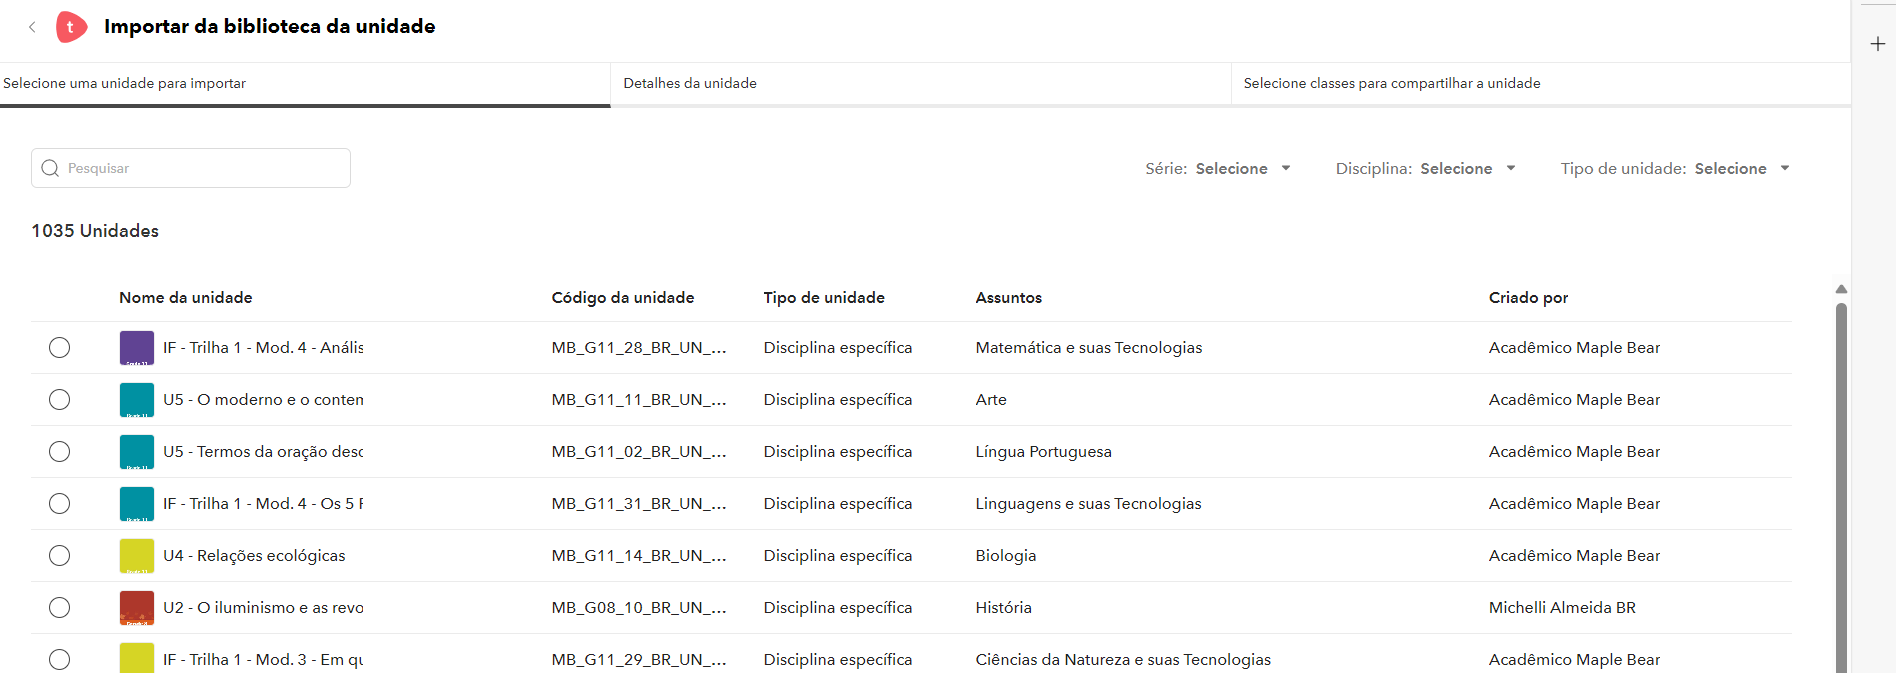 t Importar da biblioteca da unidade
Selecione uma unidade para importar Detalhes da unidade Selecione classes para compartilhar a unidade
Pesquisar Série: Selecione Disciplina: Selecione Tipo de unidade: Selecione
1035 Unidades
Nome da unidade Código da unidade Tipo de unidade Assuntos Criado por
IF - Trilha 1 - Mod. 4 - Anális MB_G11_28_BR_UN_... Disciplina específica Matemática e suas Tecnologias Acadêmico Maple Bear
U5 - O moderno e o conten MB_G11_11_BR_UN_... Disciplina específica Arte Acadêmico Maple Bear
U5 - Termos da oração desc MB_G11_02_BR_UN_... Disciplina específica Língua Portuguesa Acadêmico Maple Bear
IF - Trilha 1 - Mod. 4 - Os 5 MB_G11_31_BR_UN_... Disciplina específica Linguagens e suas Tecnologias Acadêmico Maple Bear
U4 - Relações ecológicas MB_G11_14_BR_UN_... Disciplina específica Biologia Acadêmico Maple Bear
U2 - O iluminismo e as revo MB_G08_10_BR_UN_... Disciplina específica História Michelli Almeida BR
IF - Trilha 1 - Mod. 3 - Em qu MB_G11_29_BR_UN_... Disciplina específica Ciências da Natureza e suas Tecnologias Acadêmico Maple Bear